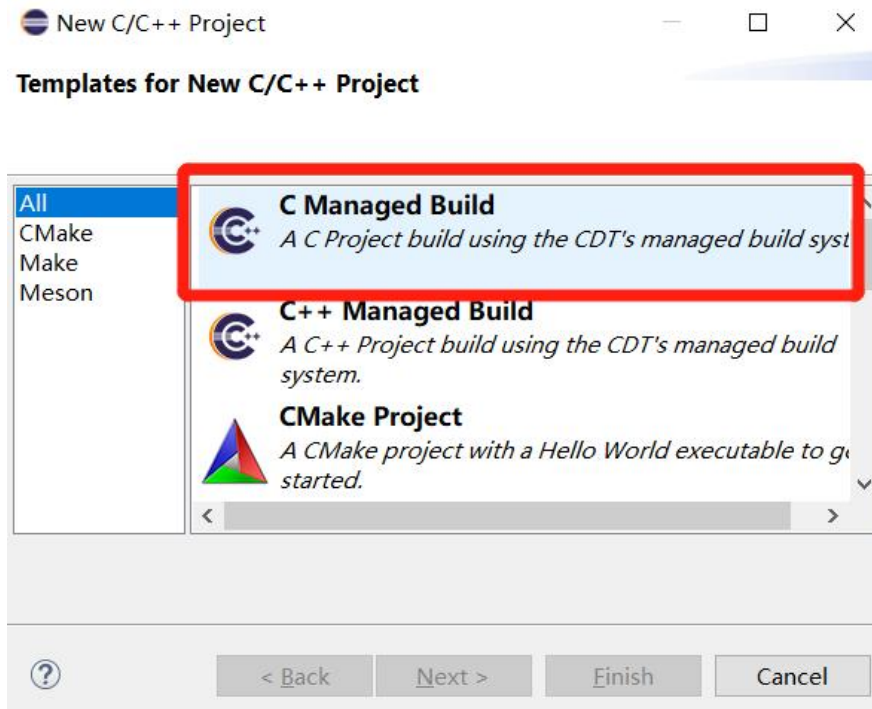 New C/C++ Project
Templates for New C/C++ Project
All
CMake
Make
Meson
C Managed Build
A C Project build using the CDT's managed build syst
C++ Managed Build
A C++ Project build using the CDT's managed build
system.
CMake Project
A CMake project with a Hello World executable to ge
started.
< Back
Next >
Finish
Cancel